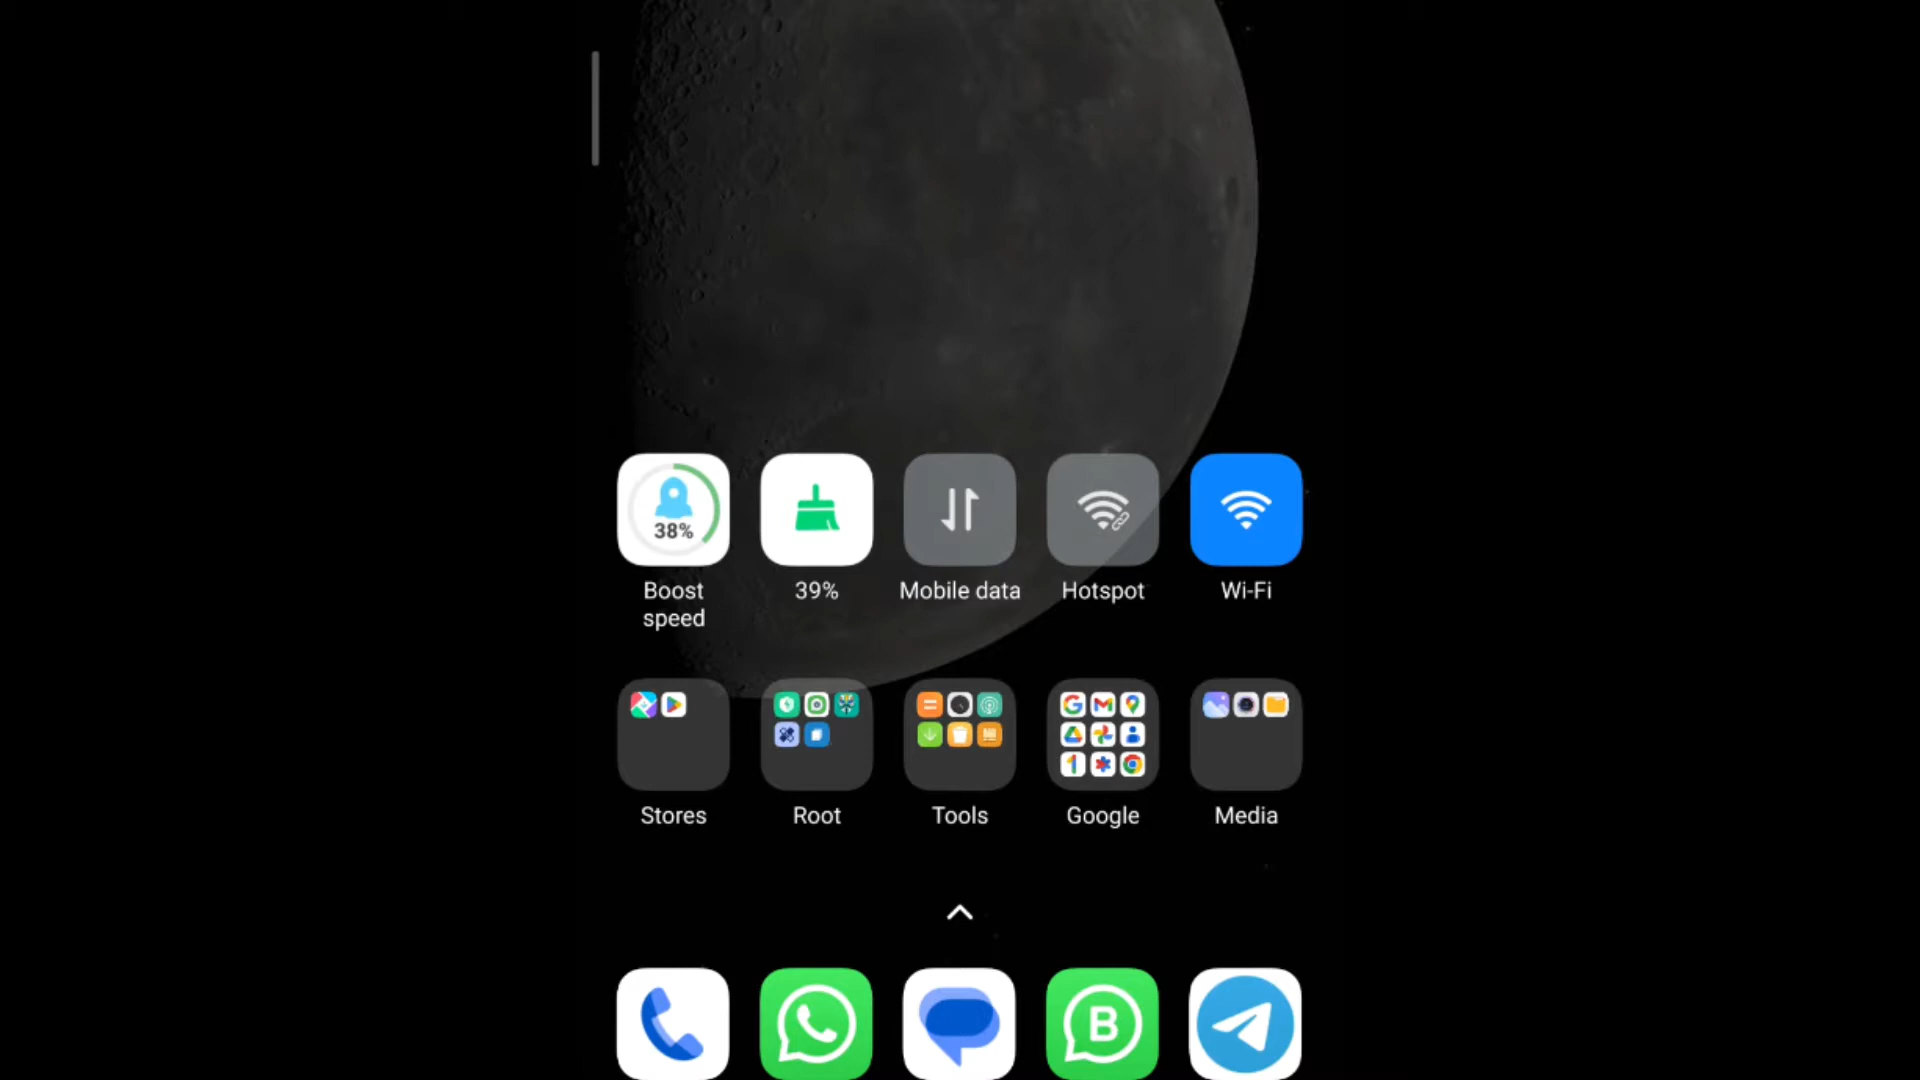 38%
Boost
speed
39%
Mobile data
Hotspot
Wi-Fi
Stores
Root
Tools
Google
Media
B